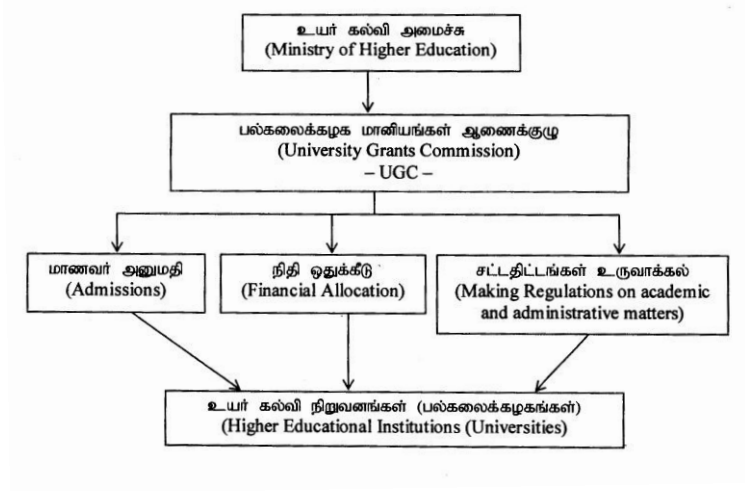 உயர் கல்வி அமைச்சு
(Ministry of Higher Education)
பல்கலைக்கழக மானியங்கள் ஆணைக்குழு
(University Grants Commission)
– UGC –
மாணவர் அனுமதி
(Admissions)
நிதி ஒதுக்கீடு
(Financial Allocation)
சட்டதிட்டங்கள் உருவாக்கல்
(Making Regulations on academic
and administrative matters)
உயர் கல்வி நிறுவனங்கள் (பல்கலைக்கழகங்கள்)
(Higher Educational Institutions (Universities)